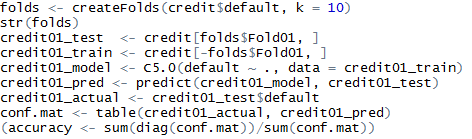 folds <- createFolds(credit$default, k = 10)
str(folds)
credit01_test  <- credit[folds$Fold01, ]
credit01_train <- credit[-folds$Fold01, ]
credit01_model <- C5.0(default ~ ., data = credit01_train)
credit01_pred <- predict(credit01_model, credit01_test)
credit01_actual <- credit01_test$default
conf.mat <- table(credit01_actual, credit01_pred)
(accuracy <- sum(diag(conf.mat))/sum(conf.mat))